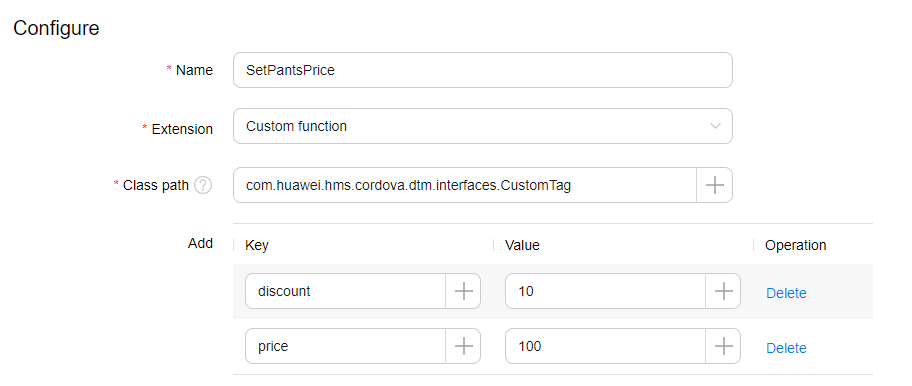 Configure
* Name SetPantsPrice
* Extension Custom function
* Class path ? com.huawei.hms.cordova.dtm.interfaces.CustomTag
Add Key Value Operation
discount 10 Delete
price 100 Delete